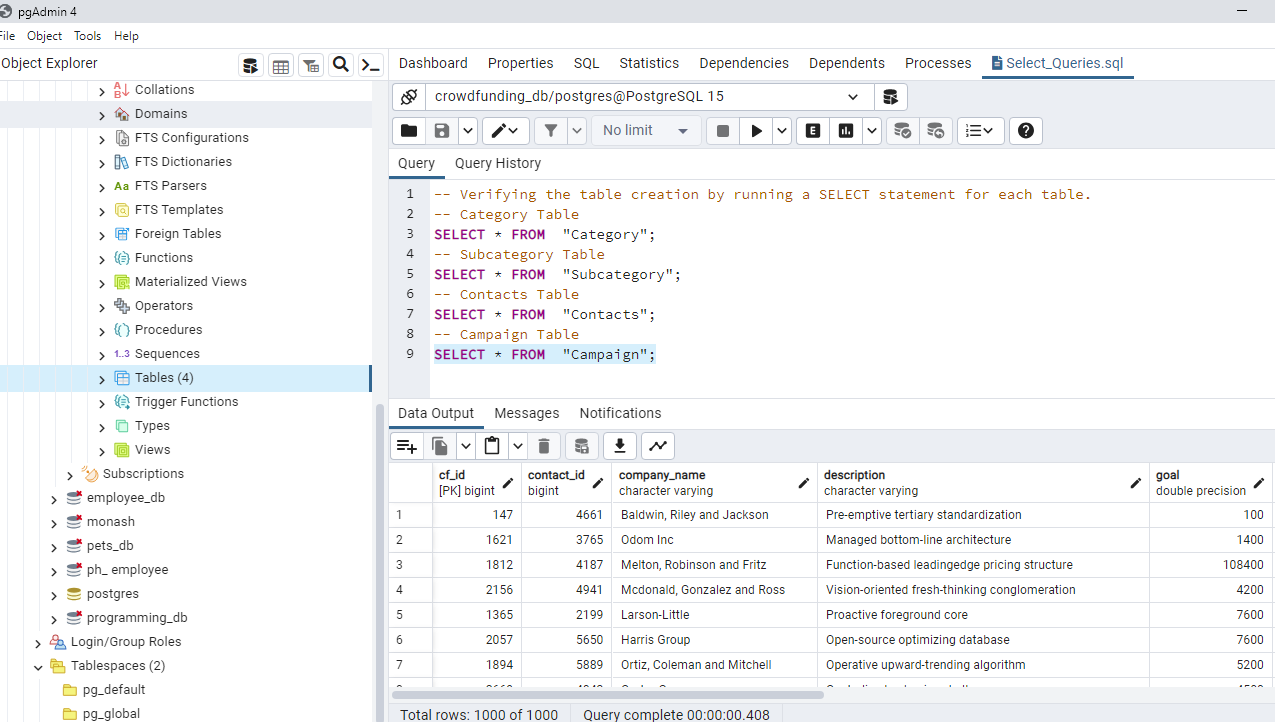 pgAdmin 4
File Object Tools Help
Object Explorer
Collations
Domains
FTS Configurations
FTS Dictionaries
Aa FTS Parsers
FTS Templates
Foreign Tables
Functions
Materialized Views
Operators
Procedures
1..3 Sequences
Tables (4)
Trigger Functions
Types
Views
Subscriptions
employee_db
monash
pets_db
ph_ employee
postgres
programming_db
Login/Group Roles
Tablespaces (2)
pg_default
pg_global
Dashboard Properties SQL Statistics Dependencies Dependents Processes Select_Queries.sql
crowdfunding_db/postgres@PostgreSQL 15
No limit
Query Query History
1 -- Verifying the table creation by running a SELECT statement for each table.
2 -- Category Table
3 SELECT * FROM  "Category";
4 -- Subcategory Table
5 SELECT * FROM  "Subcategory";
6 -- Contacts Table
7 SELECT * FROM  "Contacts";
8 -- Campaign Table
9 SELECT * FROM  "Campaign";
Data Output Messages Notifications
cf_id contact_id company_name description goal
[PK] bigint bigint character varying character varying double precision
1 147 4661 Baldwin, Riley and Jackson Pre-emptive tertiary standardization 100
2 1621 3765 Odom Inc Managed bottom-line architecture 1400
3 1812 4187 Melton, Robinson and Fritz Function-based leadingedge pricing structure 108400
4 2156 4941 Mcdonald, Gonzalez and Ross Vision-oriented fresh-thinking conglomeration 4200
5 1365 2199 Larson-Little Proactive foreground core 7600
6 2057 5650 Harris Group Open-source optimizing database 7600
7 1894 5889 Ortiz, Coleman and Mitchell Operative upward-trending algorithm 5200
Total rows: 1000 of 1000 Query complete 00:00:00.408